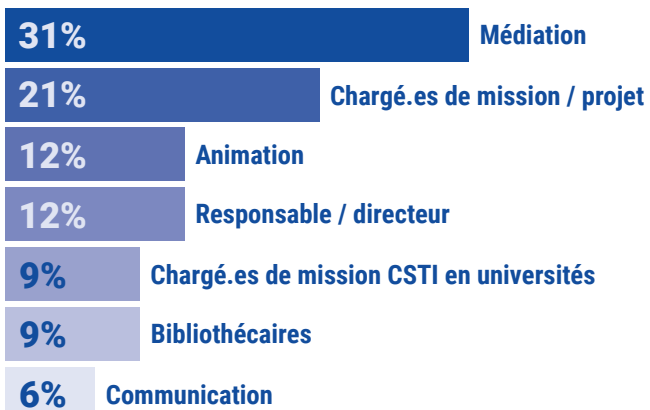 31% Médiation
21% Chargé.es de mission / projet
12% Animation
12% Responsable / directeur
9% Chargé.es de mission CSTI en universités
9% Bibliothécaires
6% Communication